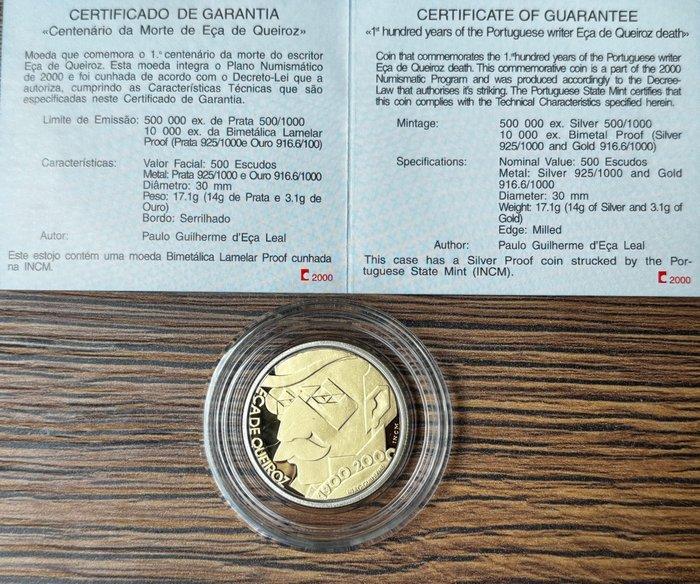 CERTIFICADO DE GARANTIA
«Centenário da Morte de Eça de Queiroz»
Moeda que comemora o 1.º centenário da morte do escritor
Eça de Queiroz. Esta moeda integra o Plano Numismático
de 2000 e foi cunhada de acordo com o Decreto-Lei que a
autoriza, cumprindo as Características Técnicas que são
especificadas neste Certificado de Garantia.
Limite de Emissão: 500 000 ex. de Prata 500/1000
10 000 ex. da Bimetálica Lamelar
Proof (Prata 925/1000e Ouro 916.6/100)
Características: Valor Facial: 500 Escudos
Metal: Prata 925/1000 e Ouro 916.6/1000
Diâmetro: 30 mm
Peso: 17.1g (14g de Prata e 3.1g de
Ouro)
Bordo: Serrilhado
Autor: Paulo Guilherme d'Eça Leal
Este estojo contém uma moeda Bimetálica Lamelar Proof cunhada
na INCM.
2000
CERTIFICATE OF GUARANTEE
«1st hundred years of the Portuguese writer Eça de Queiroz death»
Coin that commemorates the 1.ºhundred years of the Portuguese writer
Eça de Queiroz death. This commemorative coin is a part of the 2000
Numismatic Program and was produced accordingly to the Decree-
Law that authorises it's striking. The Portuguese State Mint certifies that
this coin complies with the Technical Characteristics specified herein.
Mintage: 500 000 ex. Silver 500/1000
10 000 ex. Bimetal Proof (Silver
925/1000 and Gold 916.6/1000)
Specifications: Nominal Value: 500 Escudos
Metal: Silver 925/1000 and Gold
916.6/1000
Diameter: 30 mm
Weight: 17.1g (14g of Silver and 3.1g of
Gold)
Edge: Milled
Author: Paulo Guilherme d'Eça Leal
This case has a Silver Proof coin strucked by the Por-
tuguese State Mint (INCM).
2000
EÇA DE QUEIROZ
1900-2000
INCM